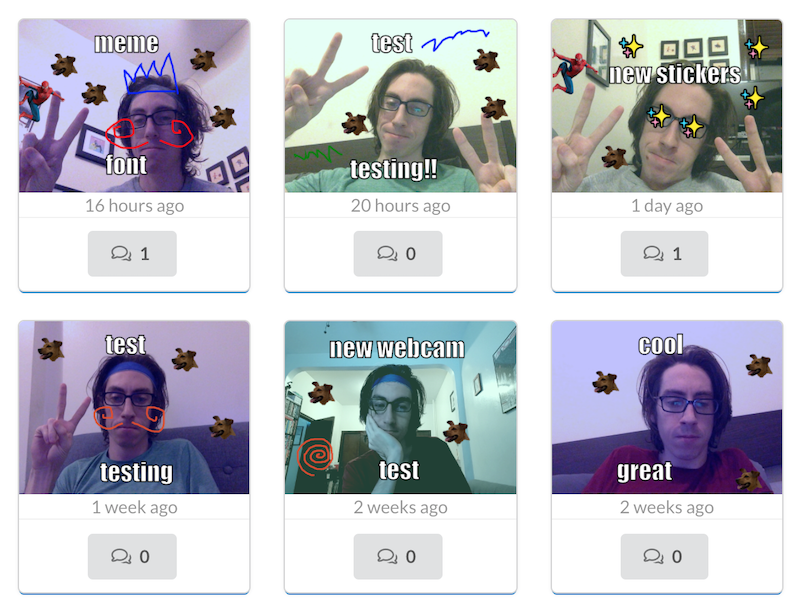 meme
font
16 hours ago
1
test
testing!!
20 hours ago
0
new stickers
1 day ago
1
test
testing
1 week ago
0
new webcam
test
2 weeks ago
0
cool
great
2 weeks ago
0